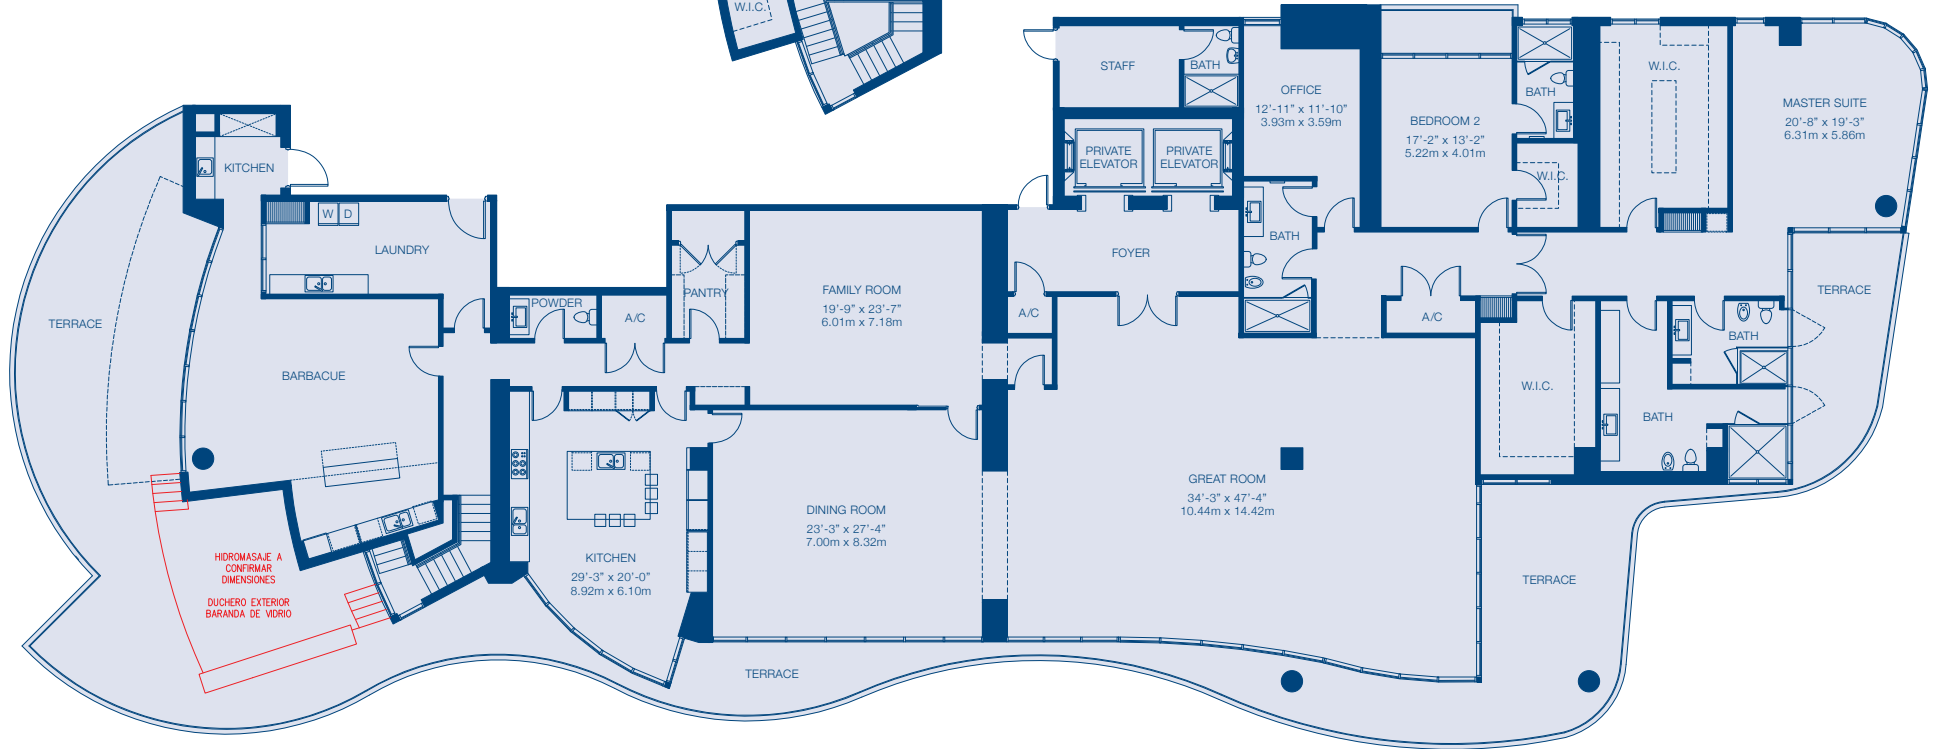 W.I.C.
STAFF
BATH
OFFICE
12'-11” x 11'-10”
3.93m x 3.59m
BEDROOM 2
17'-2” x 13'-2”
5.22m x 4.01m
BATH
W.I.C.
W.I.C.
MASTER SUITE
20'-8” x 19'-3”
6.31m x 5.86m
PRIVATE
ELEVATOR
PRIVATE
ELEVATOR
KITCHEN
W
D
LAUNDRY
TERRACE
BARBACUE
POWDER
A/C
PANTRY
FAMILY ROOM
19'-9” x 23'-7”
6.01m x 7.18m
FOYER
A/C
BATH
A/C
TERRACE
BATH
W.I.C.
BATH
GREAT ROOM
34'-3” x 47'-4”
10.44m x 14.42m
DINING ROOM
23'-3” x 27'-4”
7.00m x 8.32m
KITCHEN
29'-3” x 20'-0”
8.92m x 6.10m
HIDROMASAJE A
CONFIRMAR
DIMENSIONES
DUCHERO EXTERIOR
BARANDA DE VIDRIO
TERRACE
TERRACE